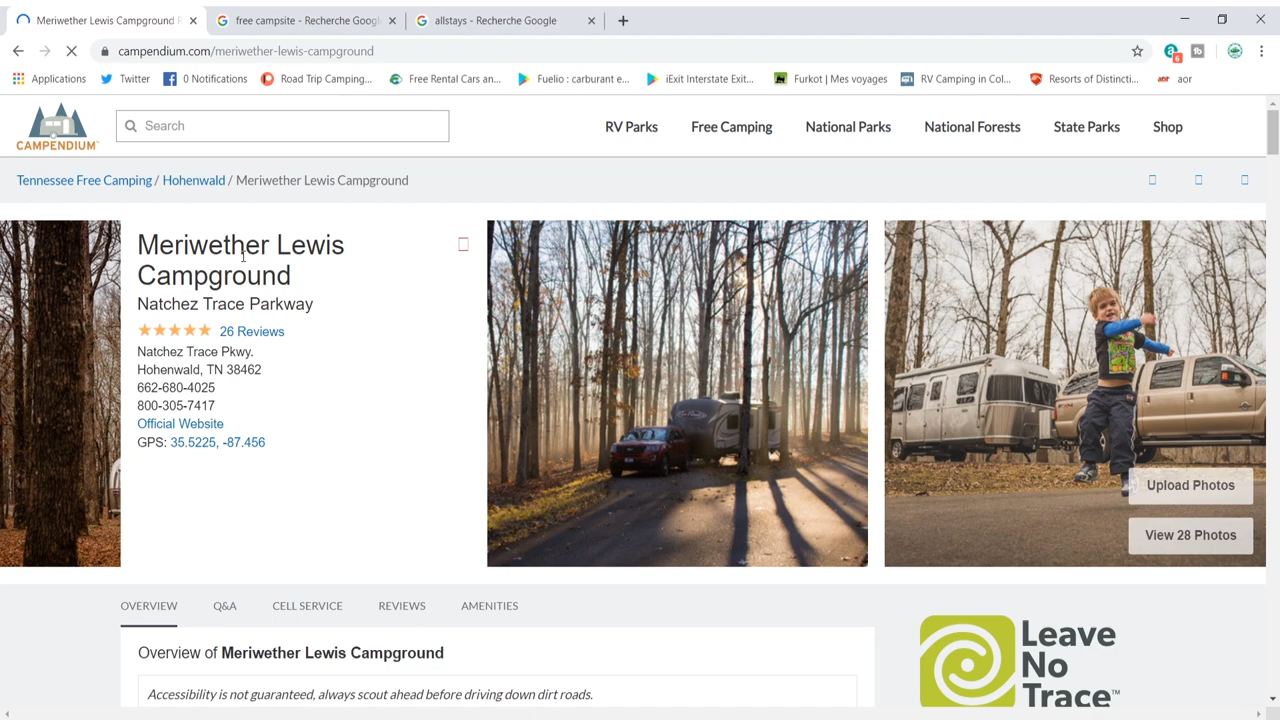 Meriwether Lewis Campground
free campsite - Recherche Googl
allstays - Recherche Google
campendium.com/meriwether-lewis-campground
6
Applications
Twitter
0 Notifications
Road Trip Camping...
Free Rental Cars an...
Fuelio : carburant e...
iExit Interstate Exit...
Furkot | Mes voyages
RV Camping in Col...
Resorts of Distincti...
aor
CAMPENDIUM™
Search
RV Parks
Free Camping
National Parks
National Forests
State Parks
Shop
Tennessee Free Camping / Hohenwald / Meriwether Lewis Campground
Meriwether Lewis
Campground
Natchez Trace Parkway
26 Reviews
Natchez Trace Pkwy.
Hohenwald, TN 38462
662-680-4025
800-305-7417
Official Website
GPS: 35.5225, -87.456
Upload Photos
View 28 Photos
OVERVIEW
Q&A
CELL SERVICE
REVIEWS
AMENITIES
Overview of Meriwether Lewis Campground
Accessibility is not guaranteed, always scout ahead before driving down dirt roads.
Leave
No
Trace™